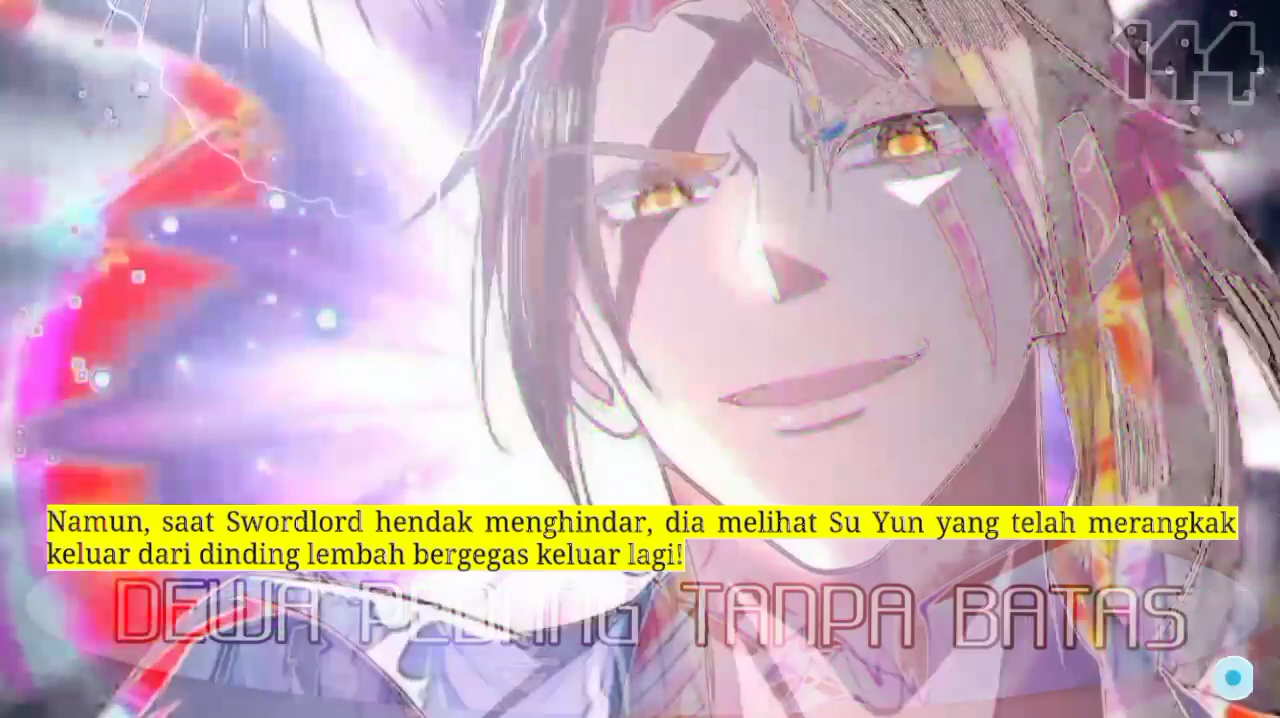 114
Namun, saat Swordlord hendak menghindar, dia melihat Su Yun yang telah merangkak
keluar dari dinding lembah bergegas keluar lagi!
DEWA PEDANG TANPA BATAS